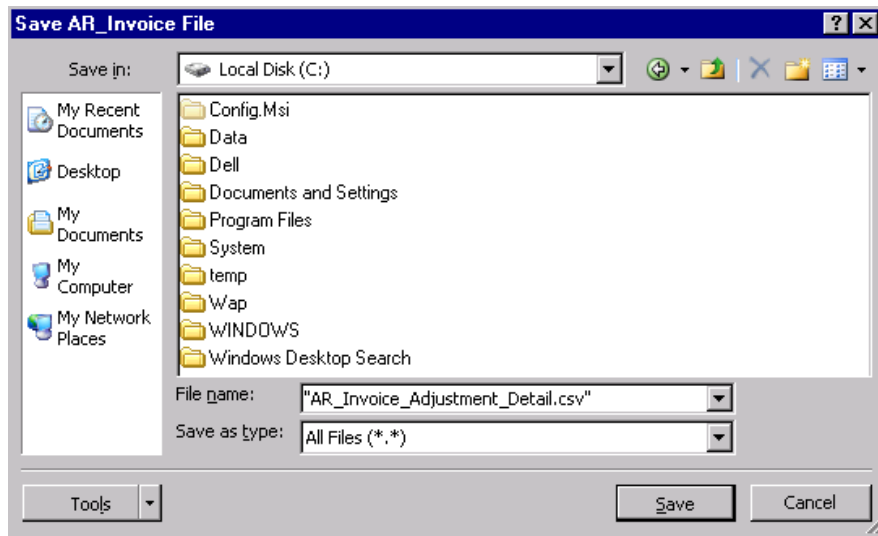 Save AR_Invoice File
Save in:
Local Disk (C:)
My Recent
Documents
Desktop
My
Documents
My
Computer
My Network
Places
Config.Msi
Data
Dell
Documents and Settings
Program Files
System
temp
Wap
WINDOWS
Windows Desktop Search
File name:
"AR_Invoice_Adjustment_Detail.csv"
Save as type:
All Files (*.*)
Tools
Save
Cancel